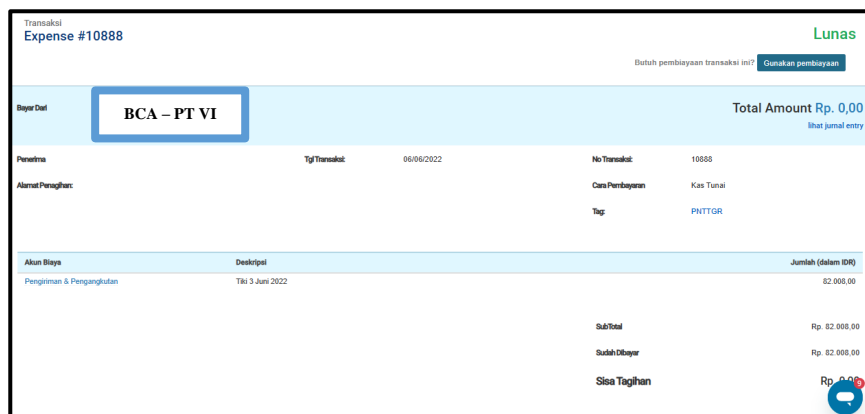 Transaksi
Expense #10888
Lunas
Butuh pembiayaan transaksi ini? Gunakan pembiayaan
Bayar Dari
BCA – PT VI
Total Amount Rp. 0,00
lihat jurnal entry
Penerima Tgl Transaksi: 06/06/2022 No Transaksi: 10888
Alamat Penagihan: Cara Pembayaran Kas Tunai
Tag: PNTTGR
Akun Biaya Deskripsi Jumlah (dalam IDR)
Pengiriman & Pengangkutan Tiki 3 Juni 2022 82.008,00
SubTotal Rp. 82.008,00
Sudah Dibayar Rp. 82.008,00
Sisa Tagihan Rp.
9